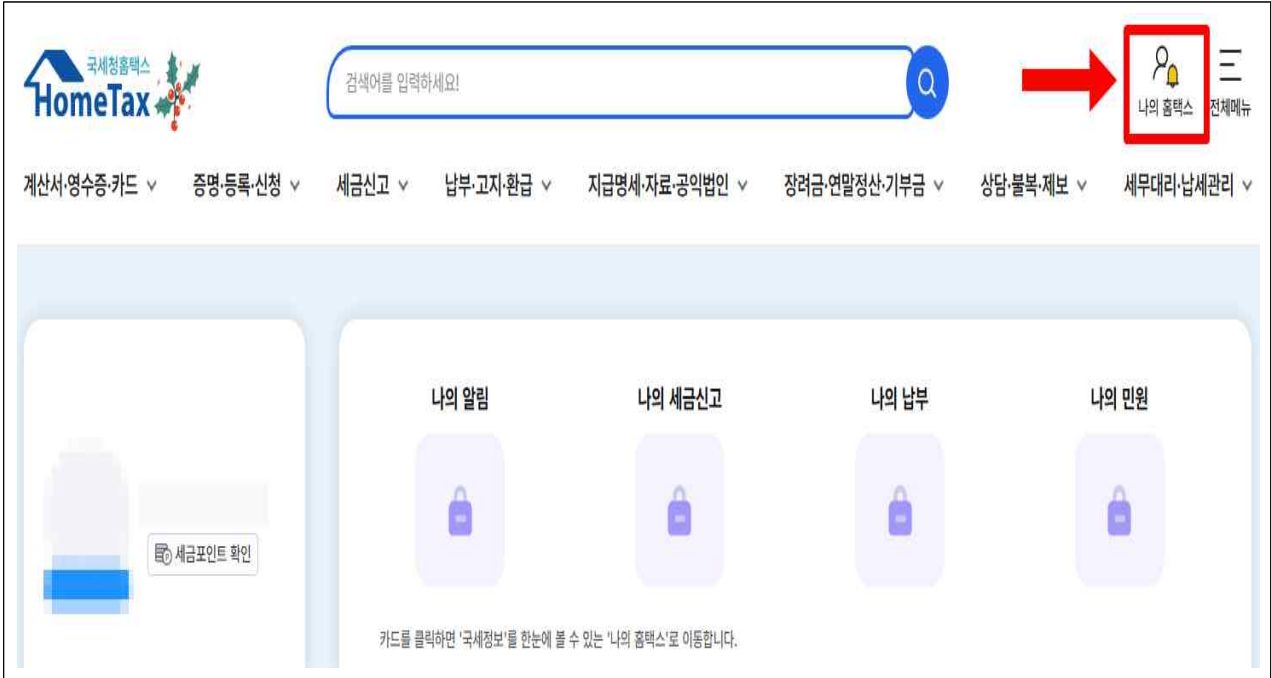 국세청홈택스
HomeTax
검색어를 입력하세요!
나의 홈택스
전체메뉴
계산서·영수증·카드 증명·등록·신청 세금신고 납부·고지·환급 지급명세·자료·공익법인 장려금·연말정산·기부금 상담·불복·제보 세무대리·납세관리
나의 알림 나의 세금신고 나의 납부 나의 민원
세금포인트 확인
카드를 클릭하면 '국세정보'를 한눈에 볼 수 있는 '나의 홈택스'로 이동합니다.